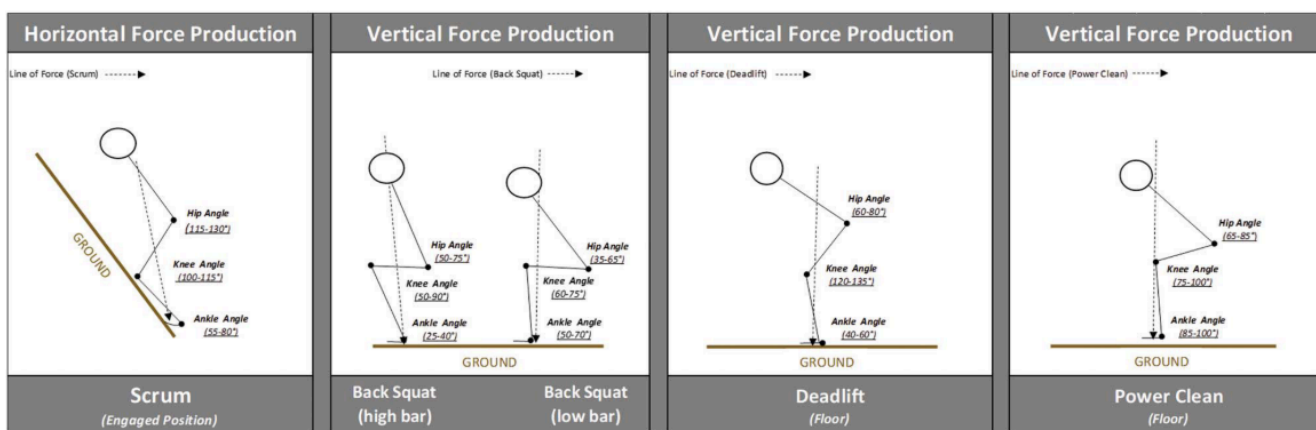 Horizontal Force Production
Line of Force (Scrum)
Hip Angle
(115-130°)
Knee Angle
(100-115°)
Ankle Angle
(55-80°)
GROUND
Scrum
(Engaged Position)
Vertical Force Production
Line of Force (Back Squat)
Hip Angle
(50-75°)
Knee Angle
(50-90°)
Ankle Angle
(25-40°)
Hip Angle
(35-65°)
Knee Angle
(60-75°)
Ankle Angle
(50-70°)
GROUND
Back Squat
(high bar)
Back Squat
(low bar)
Vertical Force Production
Line of Force (Deadlift)
Hip Angle
(60-80°)
Knee Angle
(120-135°)
Ankle Angle
(40-60°)
GROUND
Deadlift
(Floor)
Vertical Force Production
Line of Force (Power Clean)
Hip Angle
(65-85°)
Knee Angle
(75-100°)
Ankle Angle
(85-100°)
GROUND
Power Clean
(Floor)